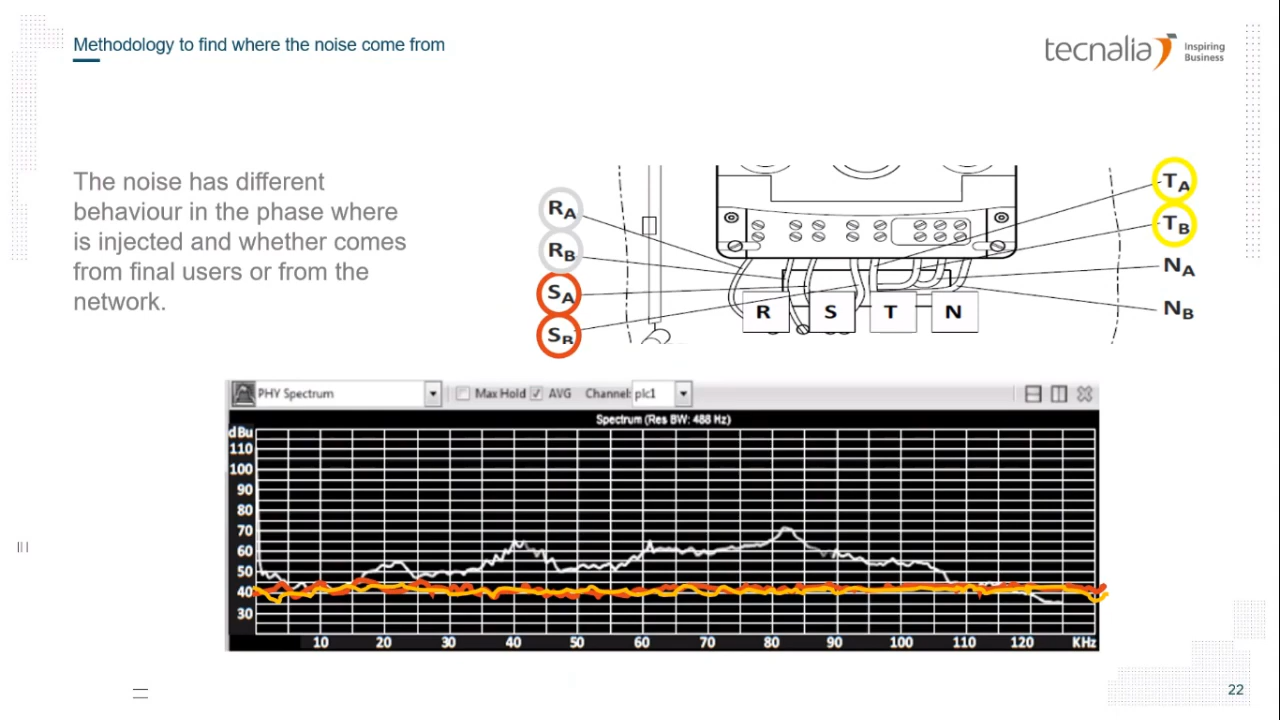 Methodology to find where the noise come from
tecnalia Inspiring
Business
The noise has different
behaviour in the phase where
is injected and whether comes
from final users or from the
network.
RA
RB
SA
SB
TA
TB
NA
NB
R S T N
PHY Spectrum Max Hold AVG Channel: plc1
Spectrum (Res BW: 488 Hz)
dBu
110
100
90
80
70
60
50
40
30
10 20 30 40 50 60 70 80 90 100 110 120 KHz
22